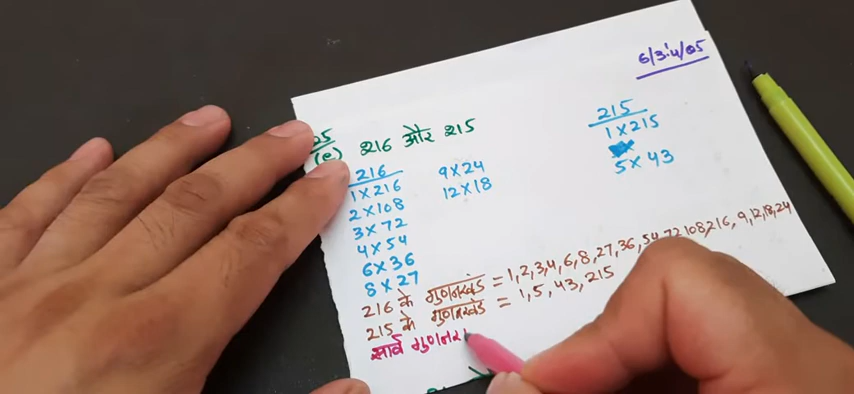 6/3.4/Q5
Q5
(e) 216 और 215
216
1×216
2×108
3×72
4×54
6×36
8×27
9×24
12×18
215
1×215
5×43
216 के गुणनखंड = 1,2,3,4,6,8,27,36,54,72,108,216, 9,12,18,24
215 के गुणनखंड = 1,5,43,215
सार्व गुणनख